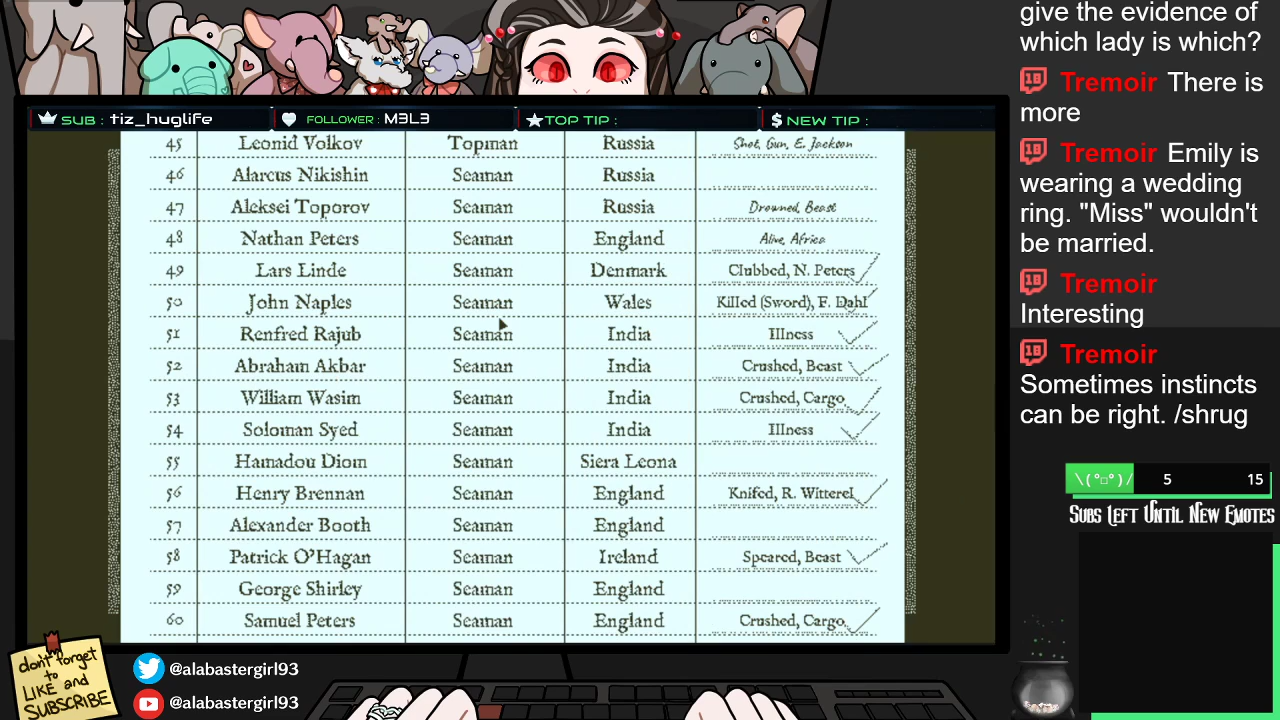 give the evidence of
which lady is which?
Tremoir There is
more
Tremoir Emily is
wearing a wedding
ring. "Miss" wouldn't
be married.
Tremoir
Interesting
Tremoir
Sometimes instincts
can be right. /shrug
SUB : tiz_huglife
FOLLOWER : M3L3
TOP TIP :
$ NEW TIP :
45 Leonid Volkov Topman Russia Shot, Gun, E. Jackson
46 Alarcus Nikishin Seaman Russia
47 Aleksei Toporov Seaman Russia Drowned, Beast
48 Nathan Peters Seaman England Alive, Africa
49 Lars Linde Seaman Denmark Clubbed, N. Peters
50 John Naples Seaman Wales Killed (Sword), F. Dahl
51 Renfred Rajub Seaman India Illness
52 Abraham Akbar Seaman India Crushed, Beast
53 William Wasim Seaman India Crushed, Cargo
54 Soloman Syed Seaman India Illness
55 Hamadou Diom Seaman Siera Leona
56 Henry Brennan Seaman England Knifed, R. Witterel
57 Alexander Booth Seaman England
58 Patrick O'Hagan Seaman Ireland Speared, Beast
59 George Shirley Seaman England
60 Samuel Peters Seaman England Crushed, Cargo
\(°□°)/ 5 15
Subs Left Until New Emotes
don't forget
to
LIKE and
SUBSCRIBE
@alabastergirl93
@alabastergirl93